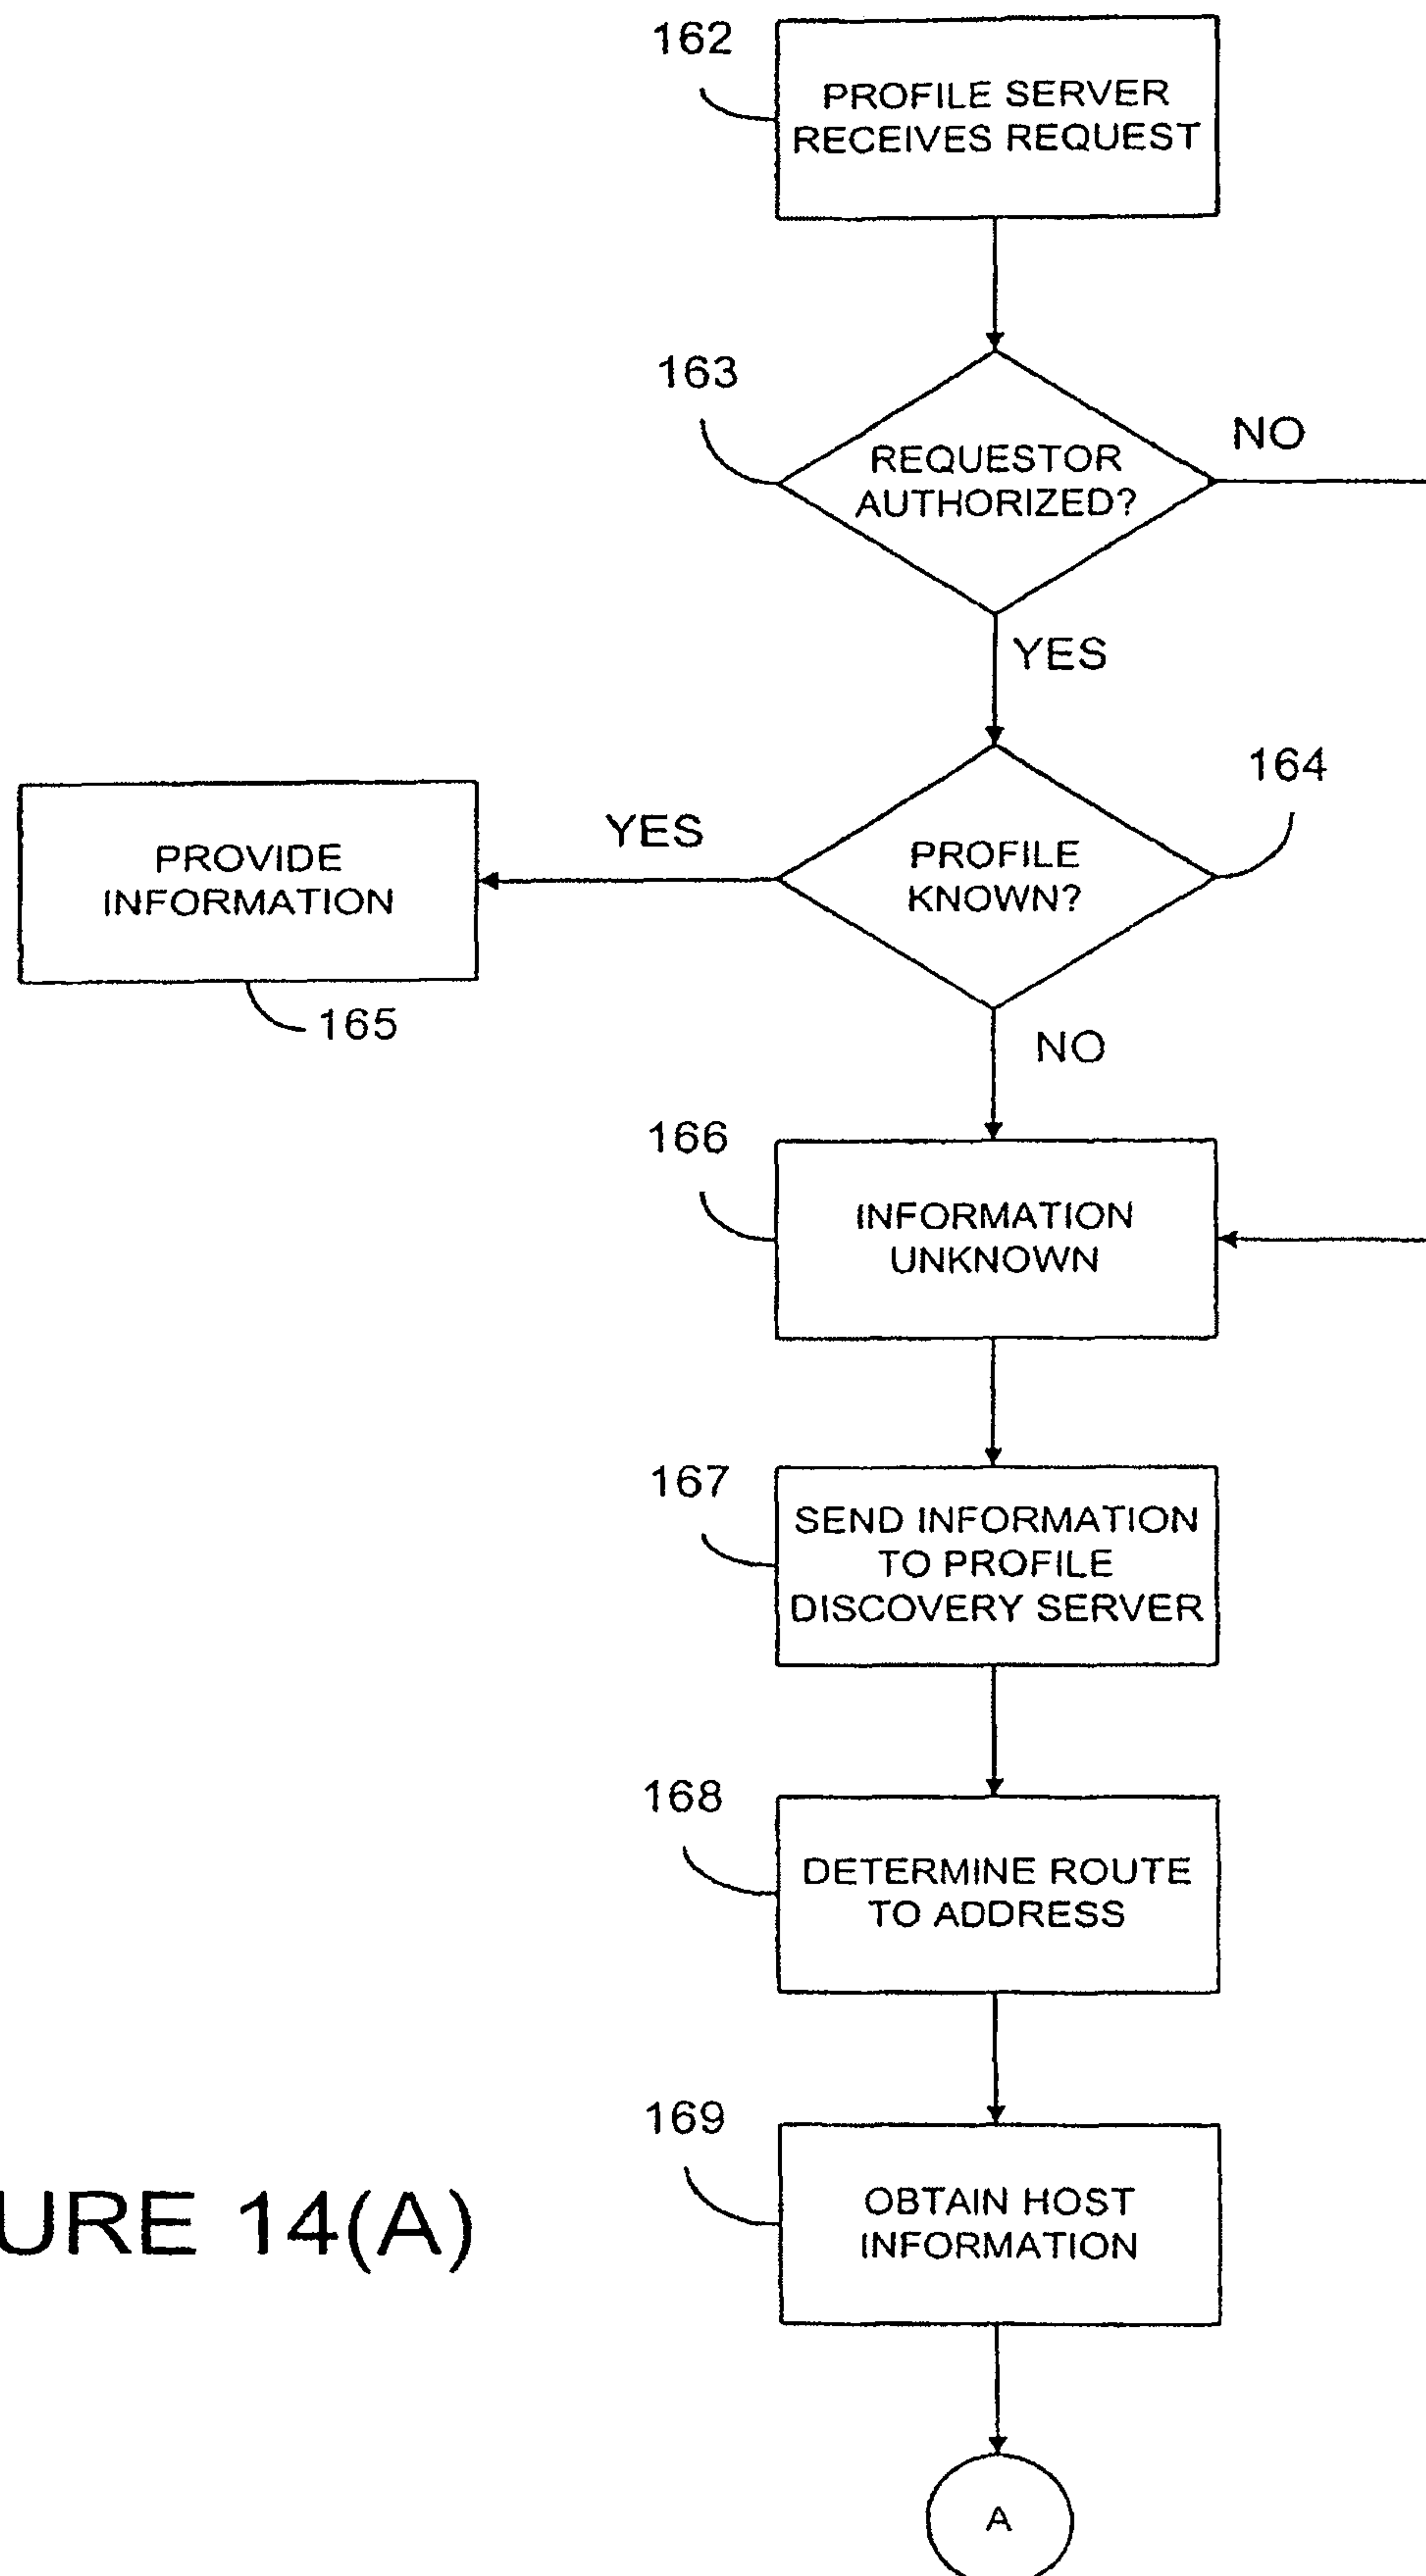 162
PROFILE SERVER
RECEIVES REQUEST
163
REQUESTOR
AUTHORIZED?
NO
YES
164
PROFILE
KNOWN?
YES
PROVIDE
INFORMATION
165
NO
166
INFORMATION
UNKNOWN
167
SEND INFORMATION
TO PROFILE
DISCOVERY SERVER
168
DETERMINE ROUTE
TO ADDRESS
169
OBTAIN HOST
INFORMATION
URE 14(A)
A